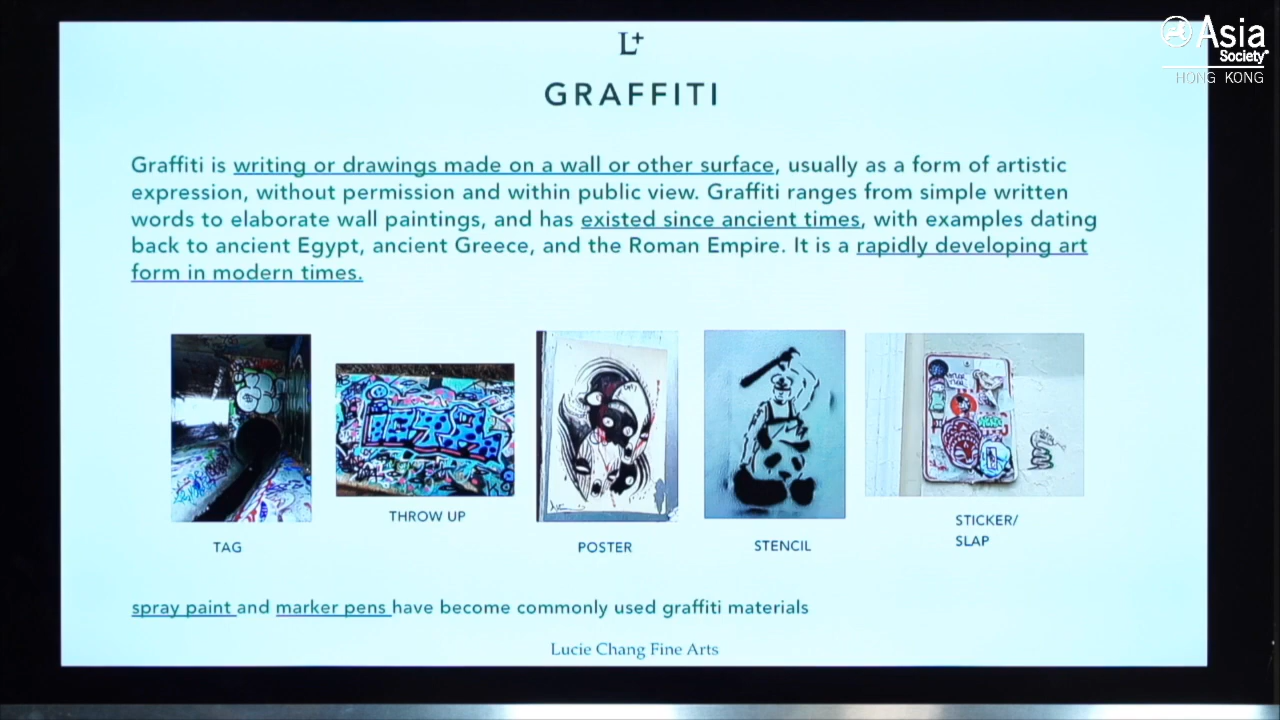 L+
Asia
Society
HONG KONG
GRAFFITI
Graffiti is writing or drawings made on a wall or other surface, usually as a form of artistic
expression, without permission and within public view. Graffiti ranges from simple written
words to elaborate wall paintings, and has existed since ancient times, with examples dating
back to ancient Egypt, ancient Greece, and the Roman Empire. It is a rapidly developing art
form in modern times.
TAG
THROW UP
POSTER
STENCIL
STICKER/
SLAP
spray paint and marker pens have become commonly used graffiti materials
Lucie Chang Fine Arts